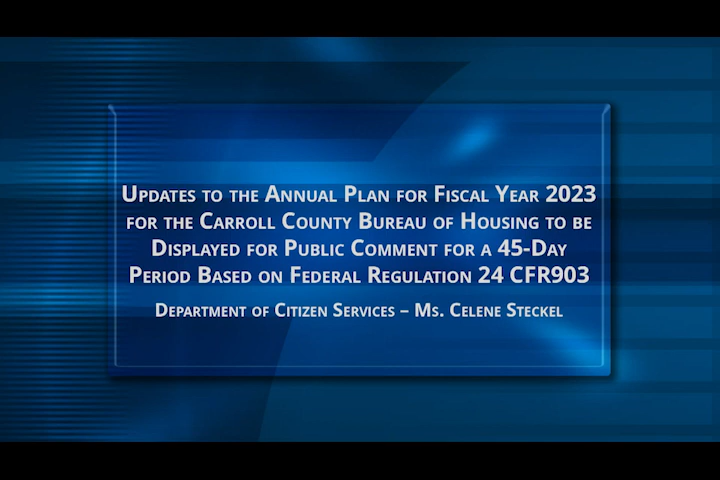 Updates to the Annual Plan for Fiscal Year 2023
for the Carroll County Bureau of Housing to be
Displayed for Public Comment for a 45-Day
Period Based on Federal Regulation 24 CFR903
Department of Citizen Services – Ms. Celene Steckel